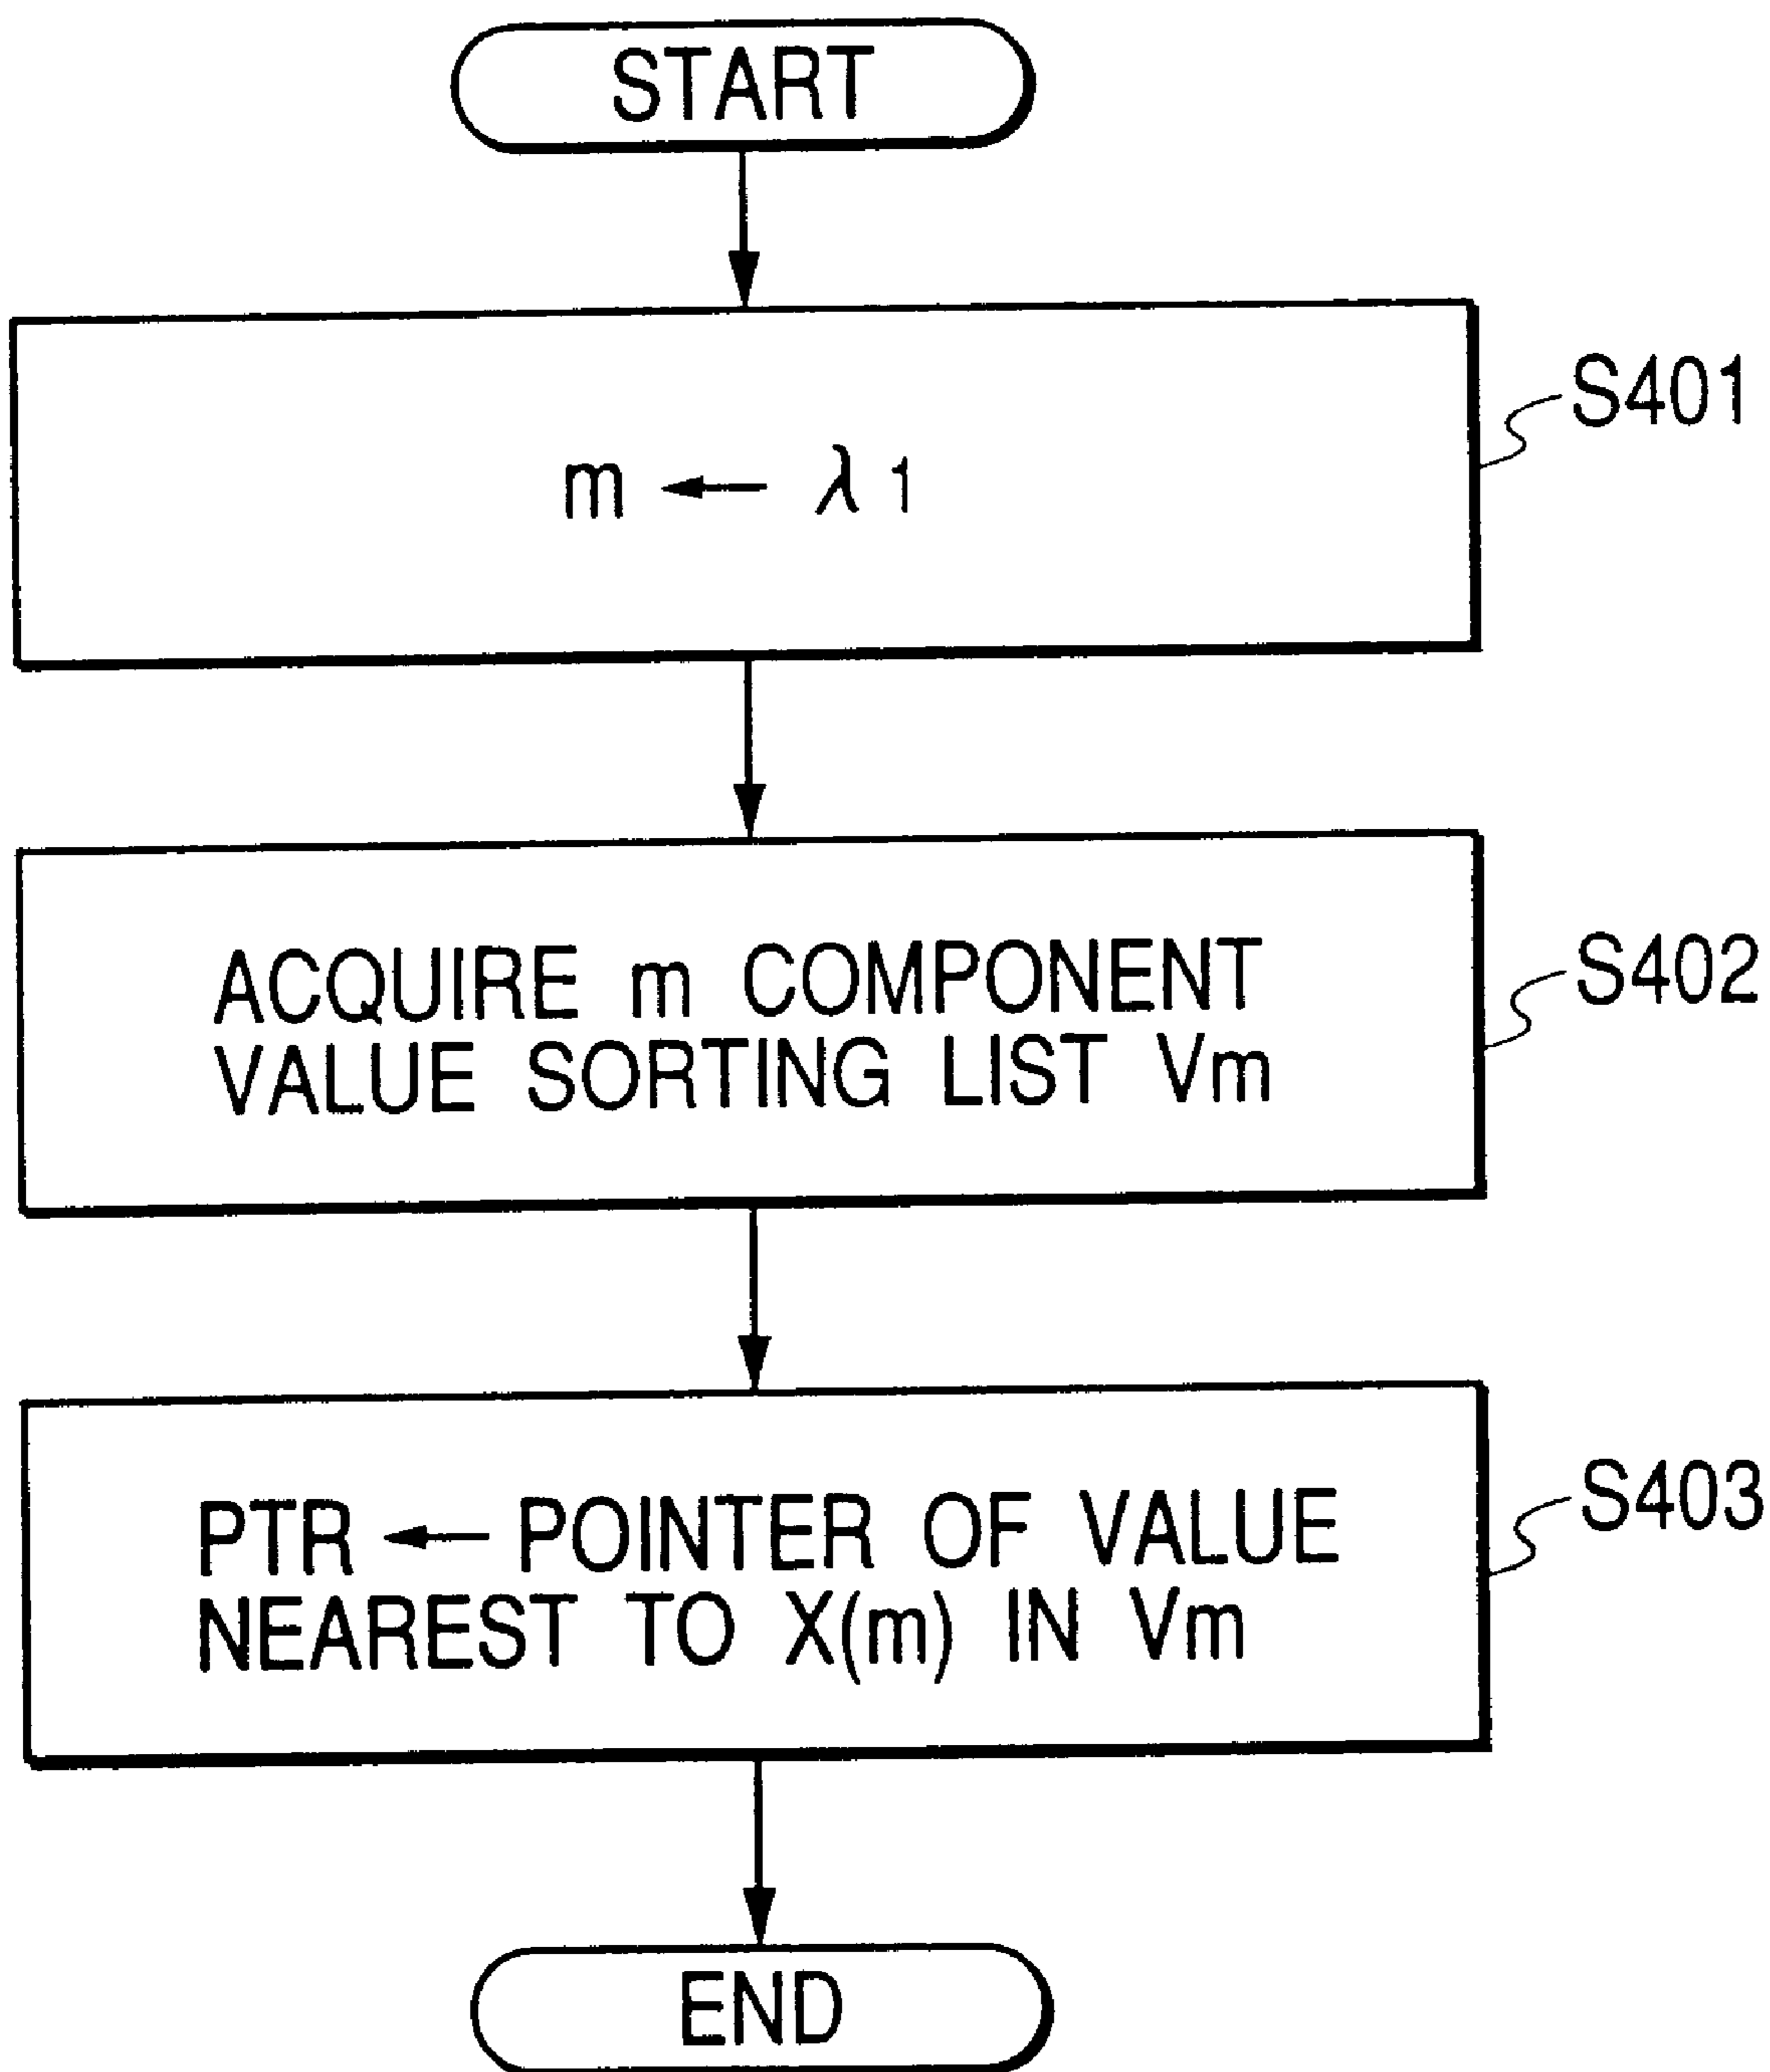 START
m ← λ1
S401
ACQUIRE m COMPONENT
VALUE SORTING LIST Vm
S402
PTR ← POINTER OF VALUE
NEAREST TO X(m) IN Vm
S403
END